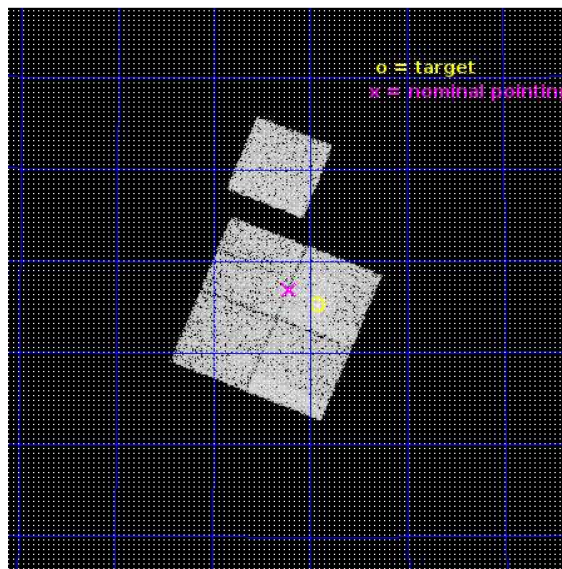 o = target
x = nominal pointing